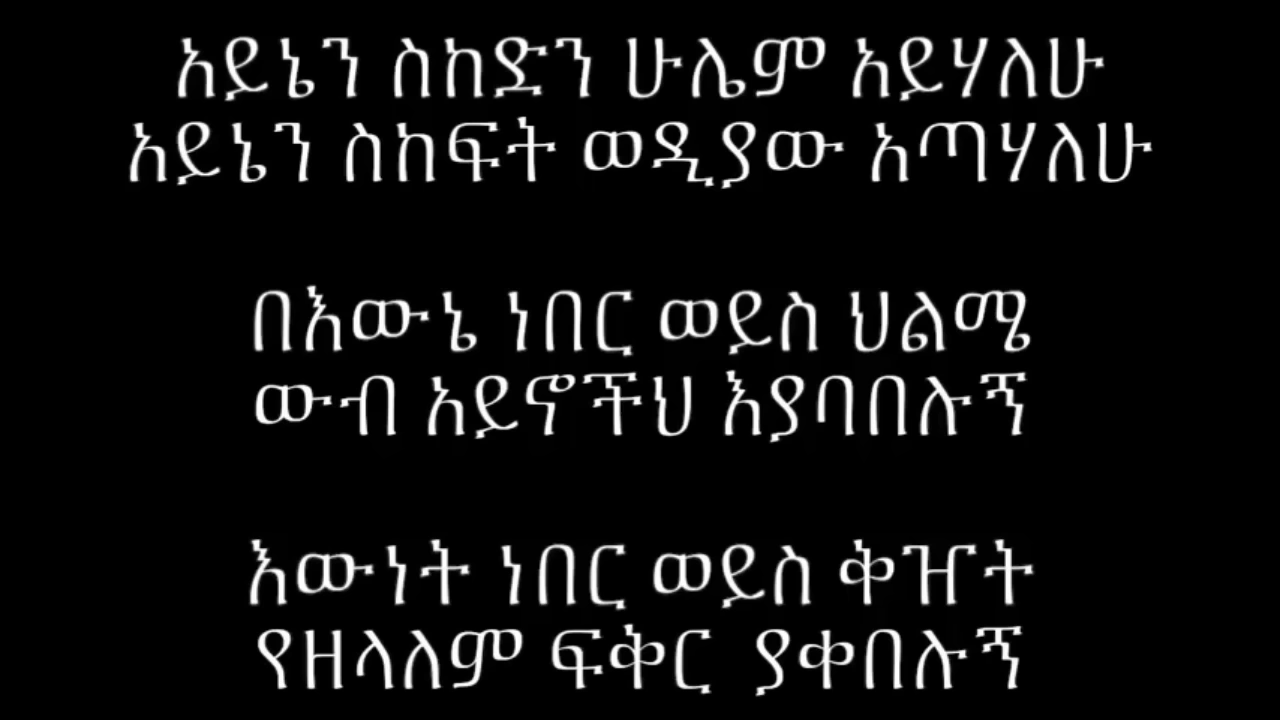 አይኔን ስከድን ሁሌም አይሃለሁ
አይኔን ስከፍት ወዲያው አጣሃለሁ
በእውኔ ነበር ወይስ ህልሜ
ውብ አይኖችህ እያባበሉኝ
እውነት ነበር ወይስ ቅዠት
የዘላለም ፍቅር ያቀበሉኝ